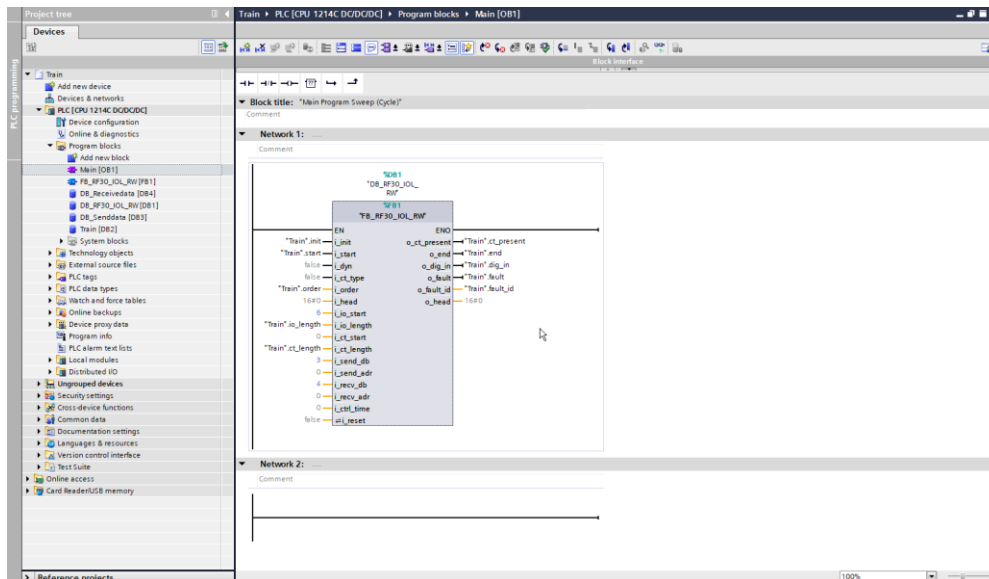 Project tree
Train ▸ PLC [CPU 1214C DC/DC/DC] ▸ Program blocks ▸ Main [OB1]
Devices
Block interface
PLC programming
Train
Add new device
Devices & networks
PLC [CPU 1214C DC/DC/DC]
Device configuration
Online & diagnostics
Program blocks
Add new block
Main [OB1]
FB_RF30_IOL_RW [FB1]
DB_Receivedata [DB4]
DB_RF30_IOL_RW [DB1]
DB_Senddata [DB3]
Train [DB2]
System blocks
Technology objects
External source files
PLC tags
PLC data types
Watch and force tables
Online backups
Traces
Device proxy data
Program info
PLC alarm text lists
Local modules
Distributed I/O
Ungrouped devices
Security settings
Cross-device functions
Common data
Documentation settings
Languages & resources
Version control interface
Test Suite
Online access
Card Reader/USB memory
Reference projects
Block title: "Main Program Sweep (Cycle)"
Comment
Network 1: ....
Comment
%DB1
"DB_RF30_IOL_
RW"
%FB1
"FB_RF30_IOL_RW"
EN ENO
"Train".init i_init o_ct_present "Train".ct_present
"Train".start i_start o_end "Train".end
false i_dyn o_dig_in "Train".dig_in
false i_ct_type o_fault "Train".fault
"Train".order i_order o_fault_id "Train".fault_id
16#0 i_head o_head 16#0
6 i_io_start
"Train".io_length i_io_length
0 i_ct_start
"Train".ct_length i_ct_length
3 i_send_db
0 i_send_adr
4 i_recv_db
0 i_recv_adr
0 i_ctrl_time
false i_reset
Network 2: ....
Comment
100%